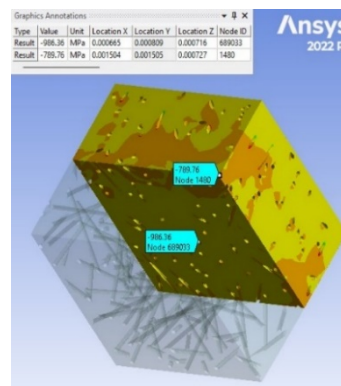 Graphics Annotations
Ansys
2022
Type Value Unit Location X Location Y Location Z Node ID
Result -986.36 MPa 0.000665 0.000809 0.000716 689033
Result -789.76 MPa 0.001504 0.001505 0.000727 1480
-789.76
Node 1480
-986.36
Node 689033